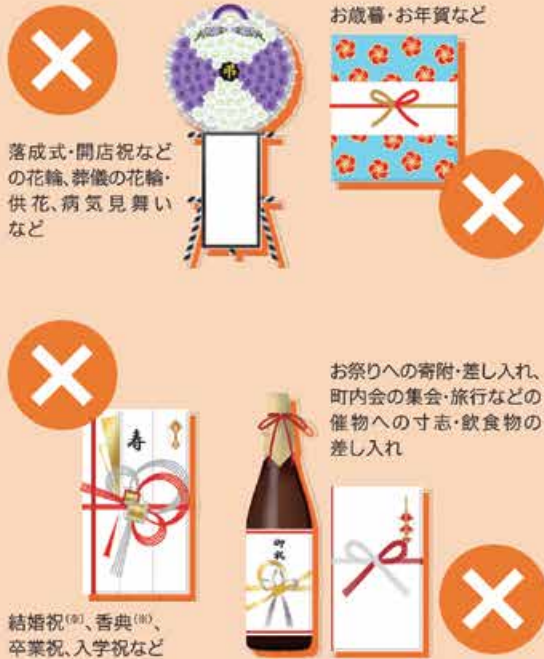 お歳暮・お年賀など
弔
落成式・開店祝など
の花輪、葬儀の花輪・
供花、病気見舞い
など
お祭りへの寄附・差し入れ、
町内会の集会・旅行などの
催物への寸志・飲食物の
差し入れ
寿
御祝
結婚祝(※)、香典(※)、
卒業祝、入学祝など